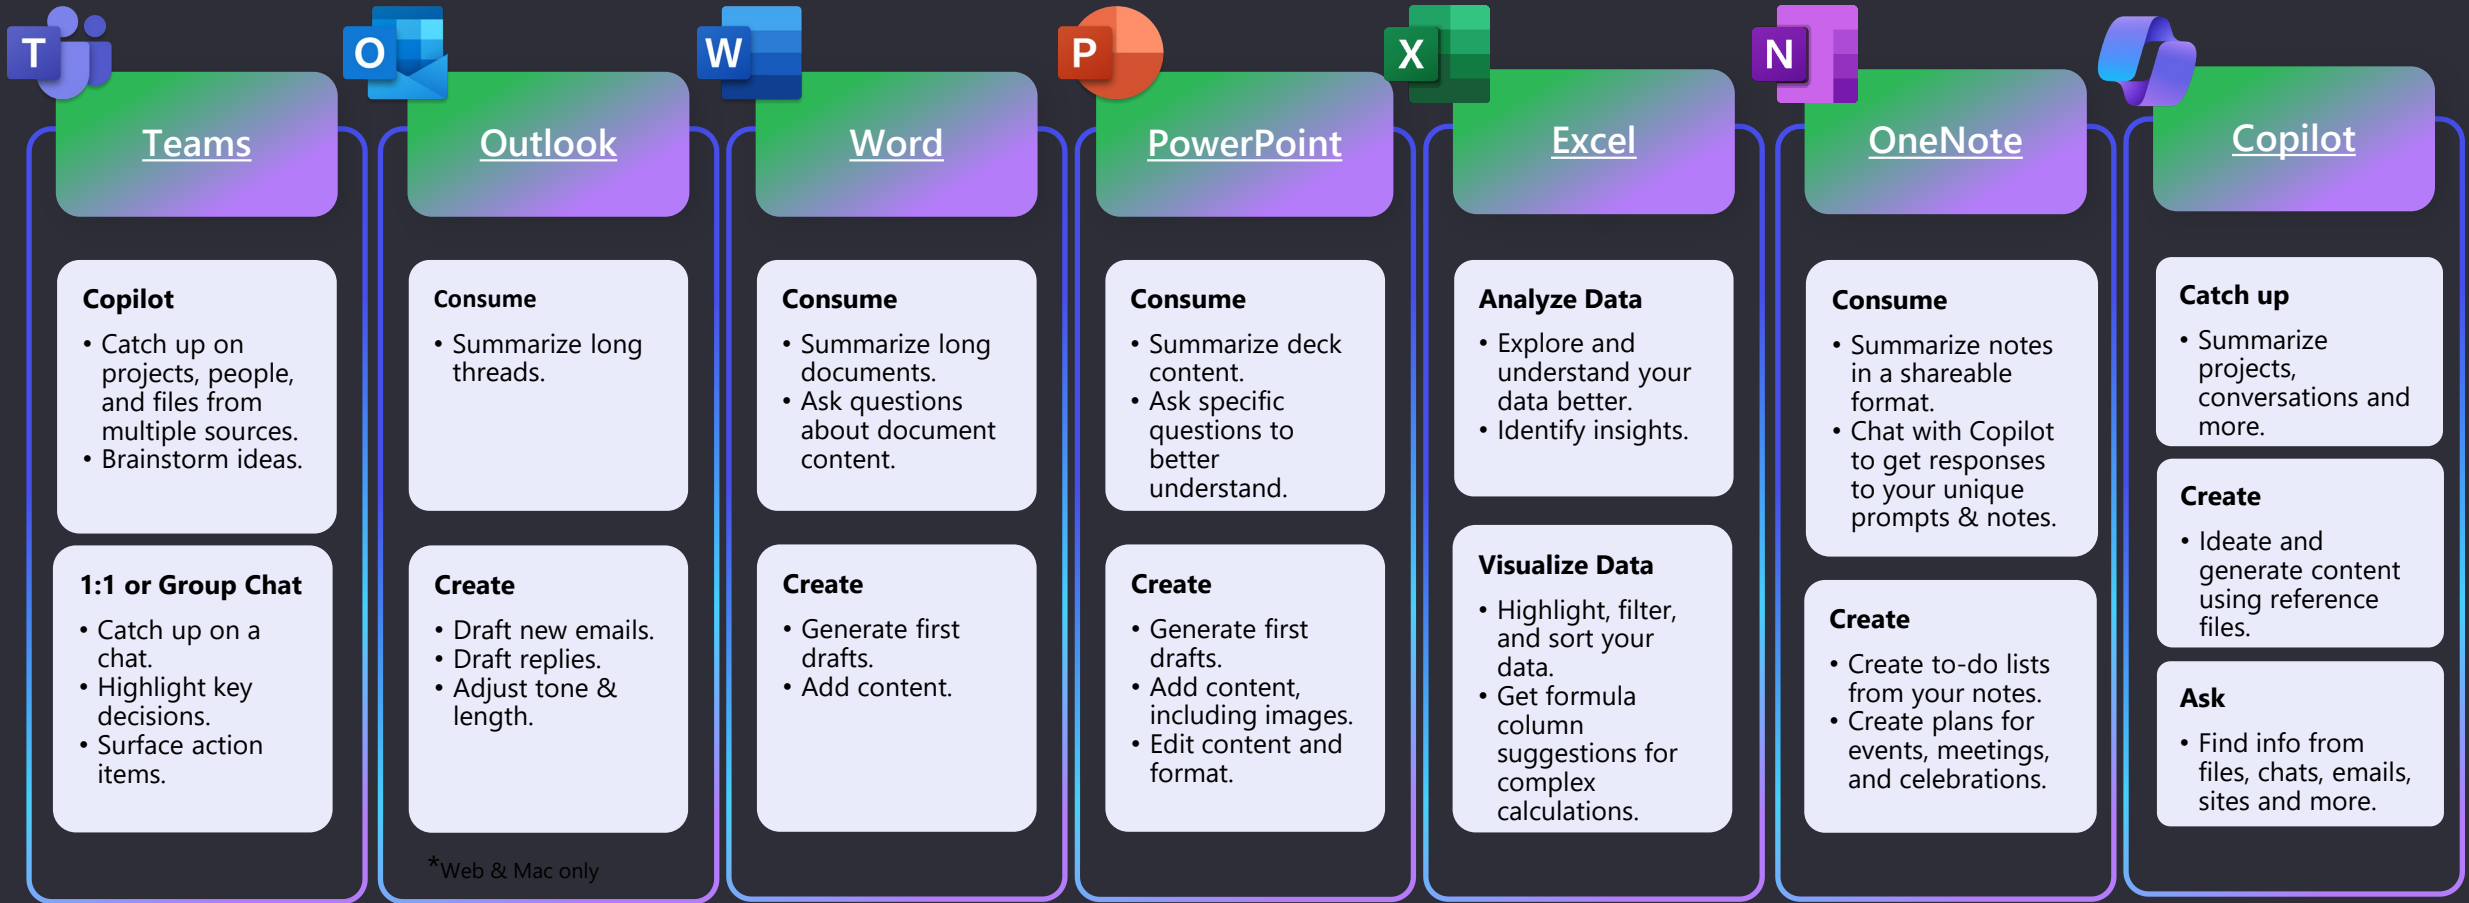 T
Teams
Copilot
• Catch up on
projects, people,
and files from
multiple sources.
• Brainstorm ideas.
1:1 or Group Chat
• Catch up on a
chat.
• Highlight key
decisions.
• Surface action
items.
O
Outlook
Consume
• Summarize long
threads.
Create
• Draft new emails.
• Draft replies.
• Adjust tone &
length.
*Web & Mac only
W
Word
Consume
• Summarize long
documents.
• Ask questions
about document
content.
Create
• Generate first
drafts.
• Add content.
P
PowerPoint
Consume
• Summarize deck
content.
• Ask specific
questions to
better
understand.
Create
• Generate first
drafts.
• Add content,
including images.
• Edit content and
format.
X
Excel
Analyze Data
• Explore and
understand your
data better.
• Identify insights.
Visualize Data
• Highlight, filter,
and sort your
data.
• Get formula
column
suggestions for
complex
calculations.
N
OneNote
Consume
• Summarize notes
in a shareable
format.
• Chat with Copilot
to get responses
to your unique
prompts & notes.
Create
• Create to-do lists
from your notes.
• Create plans for
events, meetings,
and celebrations.
Copilot
Catch up
• Summarize
projects,
conversations and
more.
Create
• Ideate and
generate content
using reference
files.
Ask
• Find info from
files, chats, emails,
sites and more.